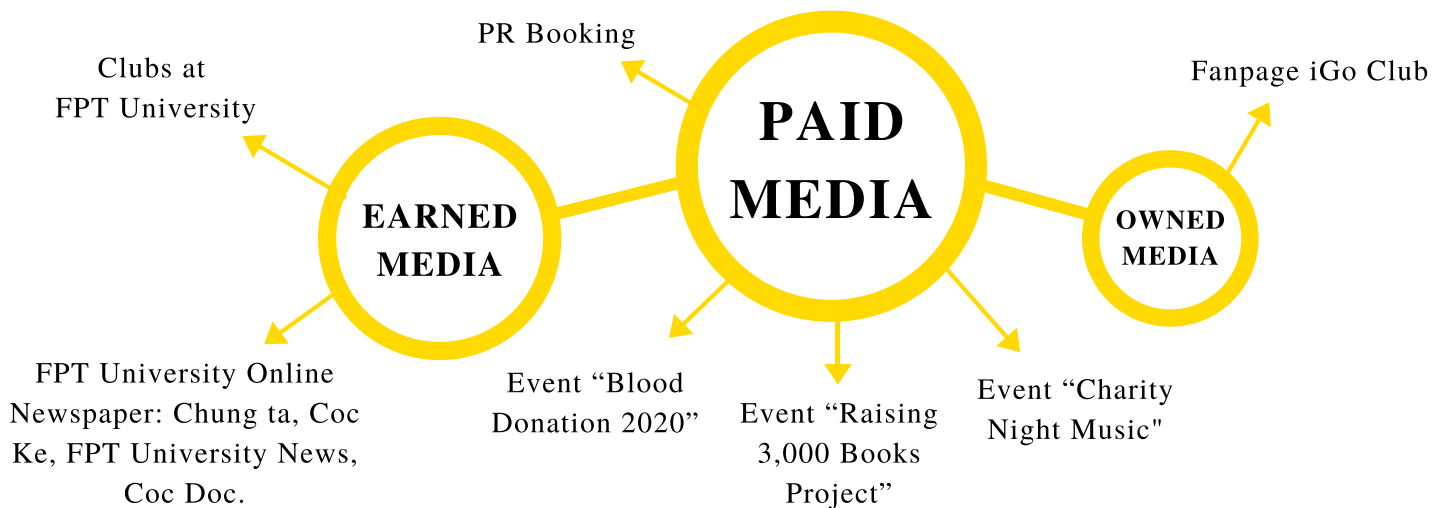 PR Booking
Clubs at
FPT University
Fanpage iGo Club
PAID
MEDIA
EARNED
MEDIA
OWNED
MEDIA
FPT University Online
Newspaper: Chung ta, Coc
Ke, FPT University News,
Coc Doc.
Event “Blood
Donation 2020”
Event “Raising
3,000 Books
Project”
Event “Charity
Night Music"